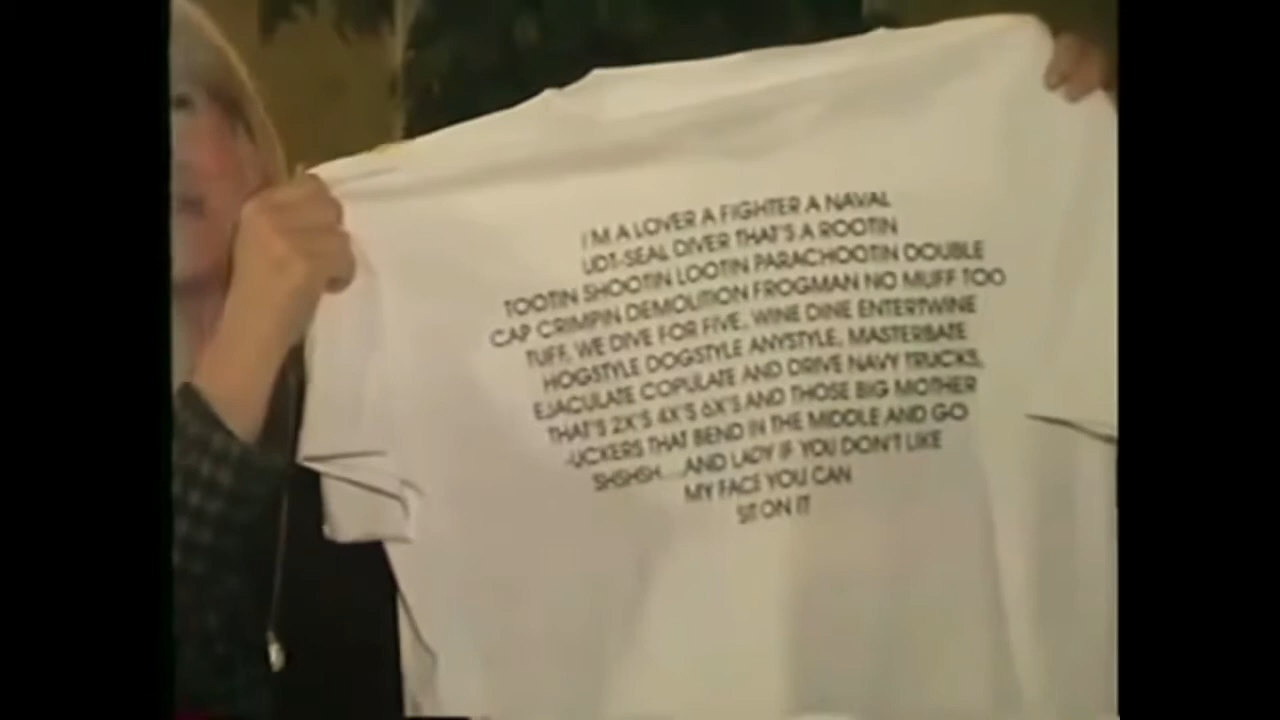 I'M A LOVER A FIGHTER A NAVAL
UDT-SEAL DIVER THAT'S A ROOTIN
TOOTIN SHOOTIN LOOTIN PARACHOOTIN DOUBLE
CAP CRIMPIN DEMOLITION FROGMAN NO MUFF TOO
TUFF. WE DIVE FOR FIVE. WINE DINE ENTERTWINE
HOGSTYLE DOGSTYLE ANYSTYLE, MASTERBATE
EJACULATE COPULATE AND DRIVE NAVY TRUCKS,
THAT'S 2X'S 4X'S 6X'S AND THOSE BIG MOTHER
-UCKERS THAT BEND IN THE MIDDLE AND GO
SHSHSH....AND LADY IF YOU DON'T LIKE
MY FACE YOU CAN
SIT ON IT